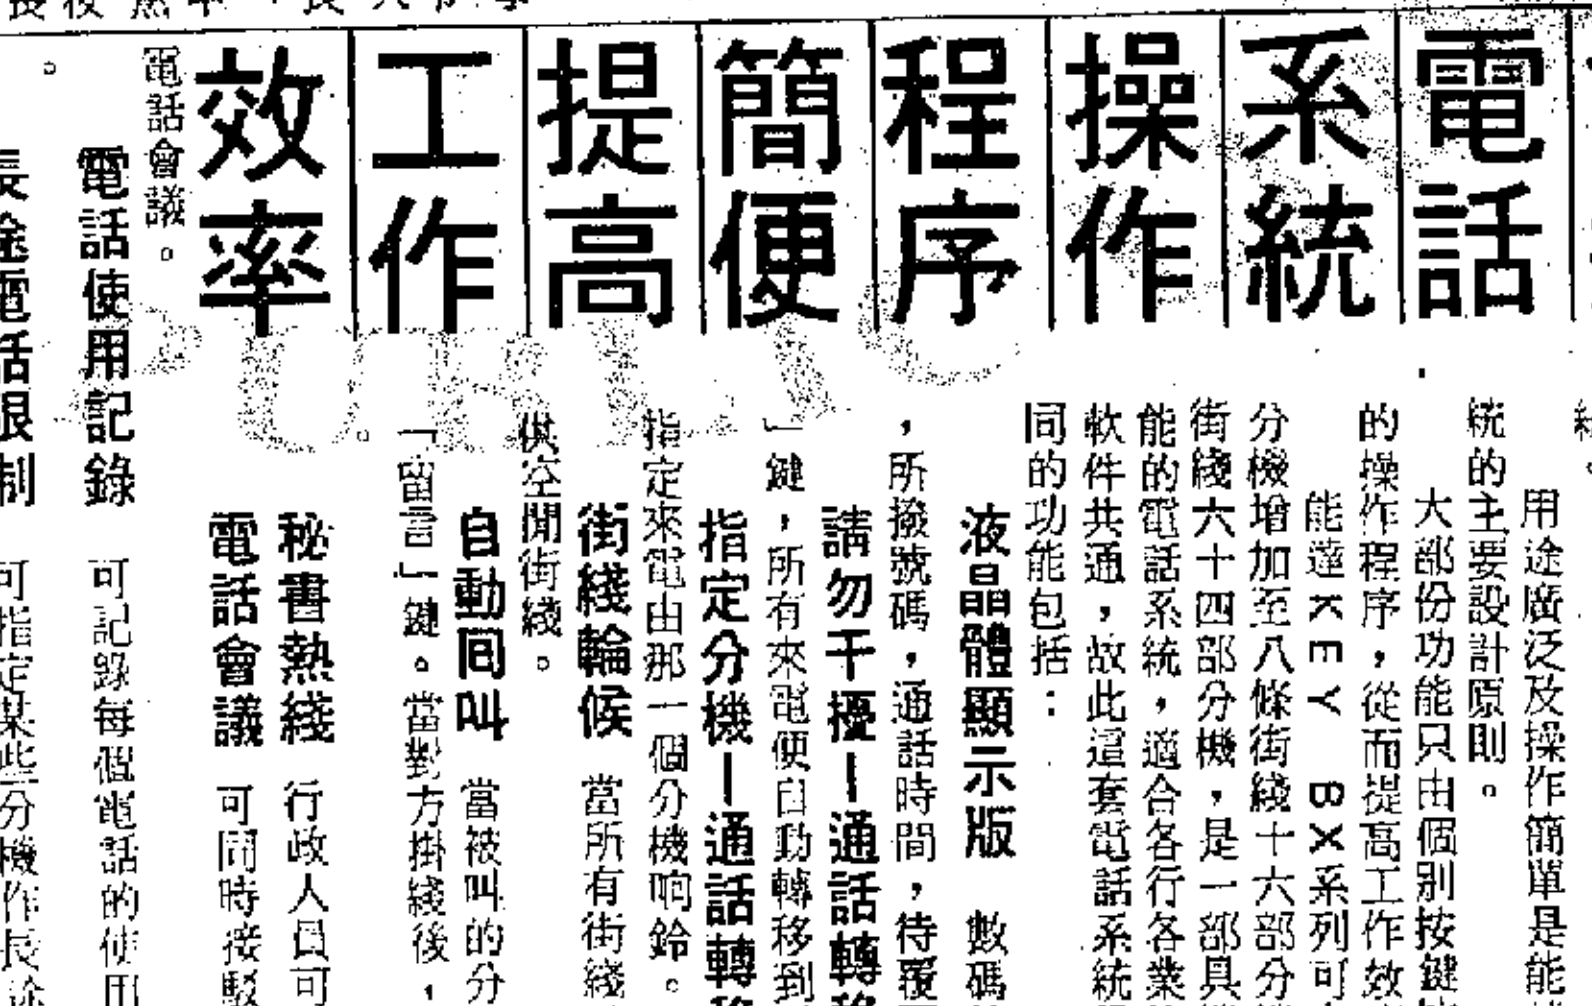 電話
系統
操作
程序
簡便
提高
工作
效率
用途廣泛及操作簡單是能
統的主要設計原則。
大部份功能只由個別按鍵
的操作程序,從而提高工作效
能達KEY BX系列可
分機增加至八條街綫十六部分
街綫六十四部分機,是一部具
能的電話系統,適合各行各業
軟件共通,故此這套電話系統
同的功能包括:
液晶體顯示版 數碼
,所撥號碼,通話時間,待覆
請勿干擾—通話轉移
」鍵,所有來電便自動轉移到
指定分機—通話轉移
指定來電由那一個分機响鈴。
街綫輪候 當所有街綫
供空閒街綫。
自動回叫 當被叫的分
「留言」鍵。當對方掛綫後,
秘書熱綫 行政人員可
電話會議 可同時接駁
電話會議。
電話使用記錄 可記錄每個電話的使用
。
長途電話限制 可指定某些分機作長途